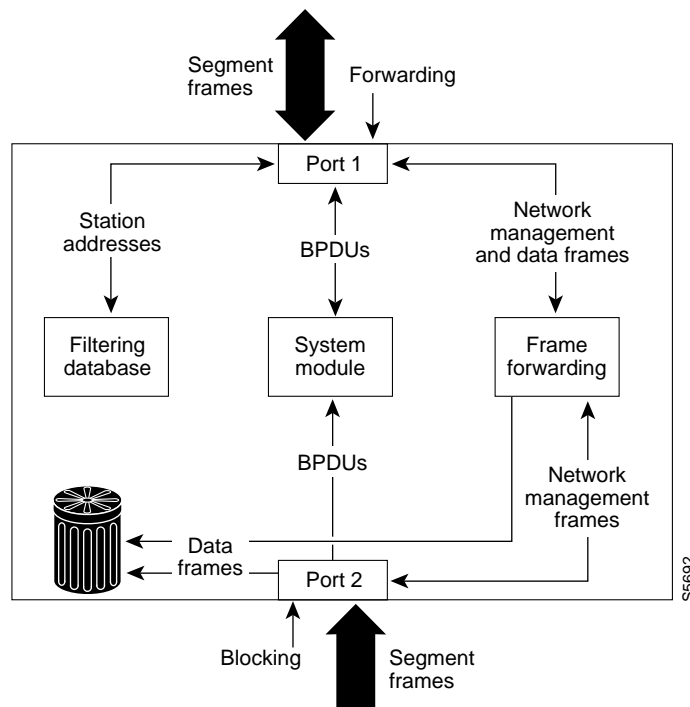 Segment
frames
Forwarding
Port 1
Station
addresses
BPDUs
Network
management
and data frames
Filtering
database
System
module
Frame
forwarding
BPDUs
Network
management
frames
Data
frames
Port 2
Blocking
Segment
frames
S5692